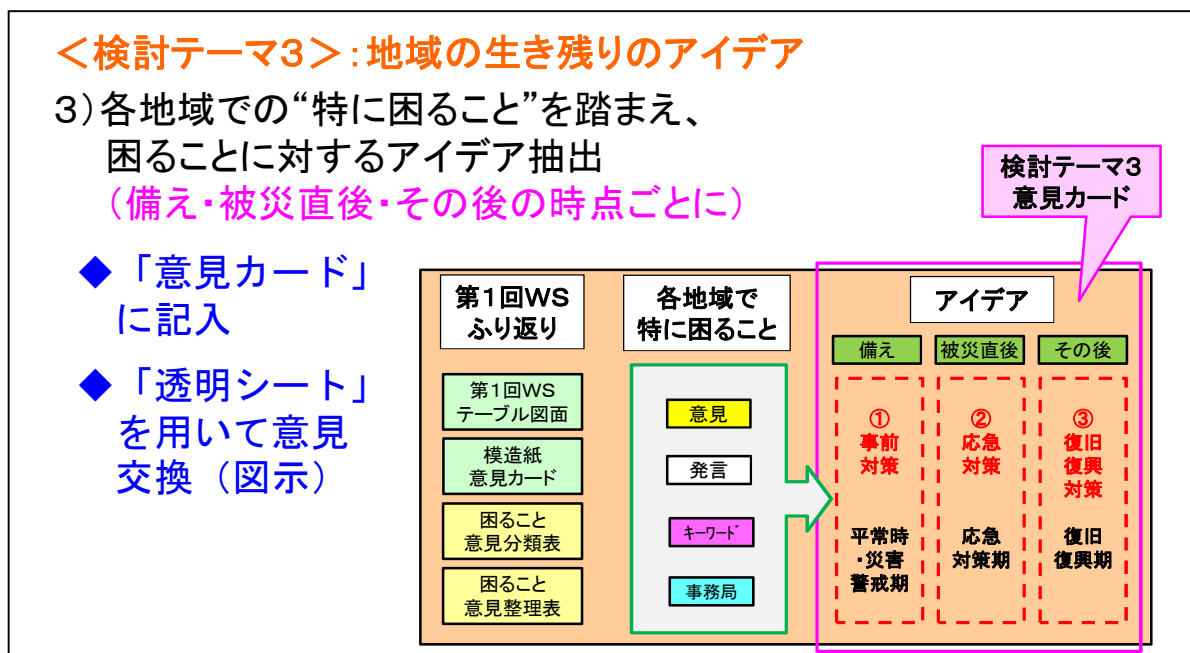 ＜検討テーマ３＞：地域の生き残りのアイデア
３）各地域での“特に困ること”を踏まえ、
困ることに対するアイデア抽出
（備え・被災直後・その後の時点ごとに）
◆「意見カード」
に記入
◆「透明シート」
を用いて意見
交換（図示）
検討テーマ３
意見カード
第１回ＷＳ
ふり返り
第１回ＷＳ
テーブル図面
模造紙
意見カード
困ること
意見分類表
困ること
意見整理表
各地域で
特に困ること
意見
発言
ｷｰﾜｰﾄﾞ
事務局
アイデア
備え
①
事前
対策
平常時
・災害
警戒期
被災直後
②
応急
対策
応急
対策期
その後
③
復旧
復興
対策
復旧
復興期